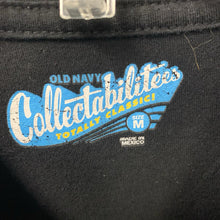 OLD NAVY
Collectabilitees
TOTALLY CLASSIC!
SIZE
M
MADE IN
MEXICO